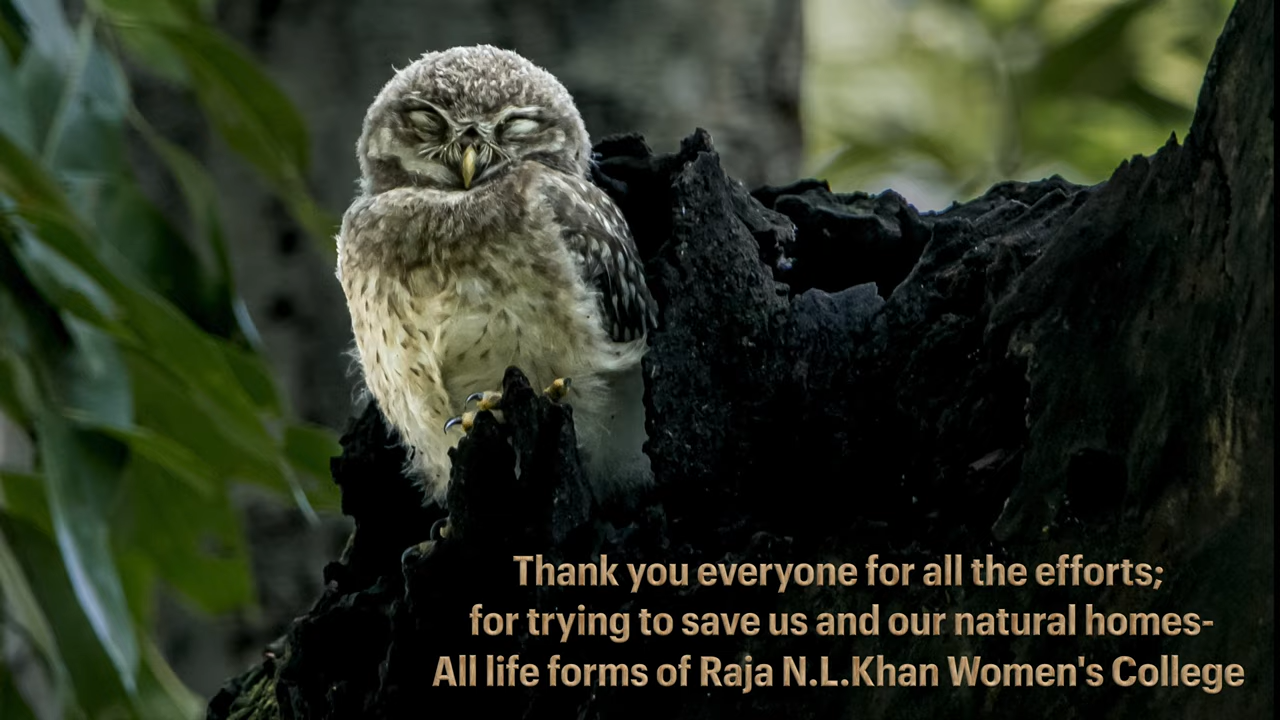 Thank you everyone for all the efforts;
for trying to save us and our natural homes-
All life forms of Raja N.L.Khan Women's College